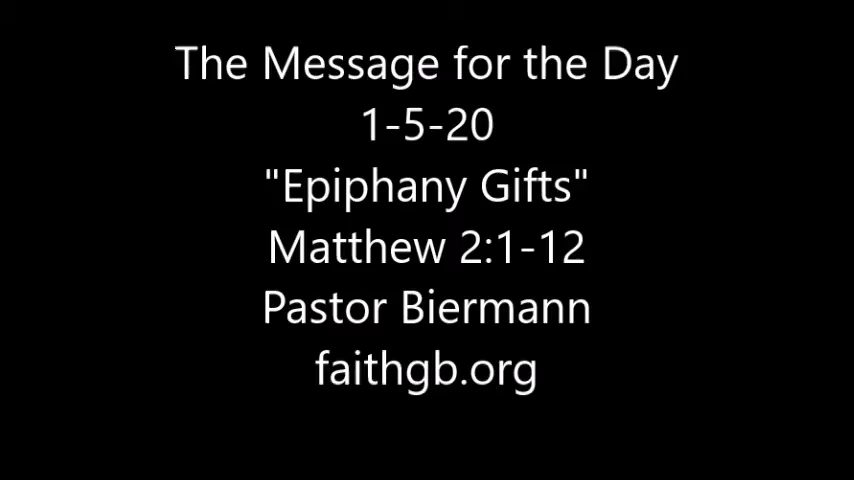 The Message for the Day
1-5-20
"Epiphany Gifts"
Matthew 2:1-12
Pastor Biermann
faithgb.org